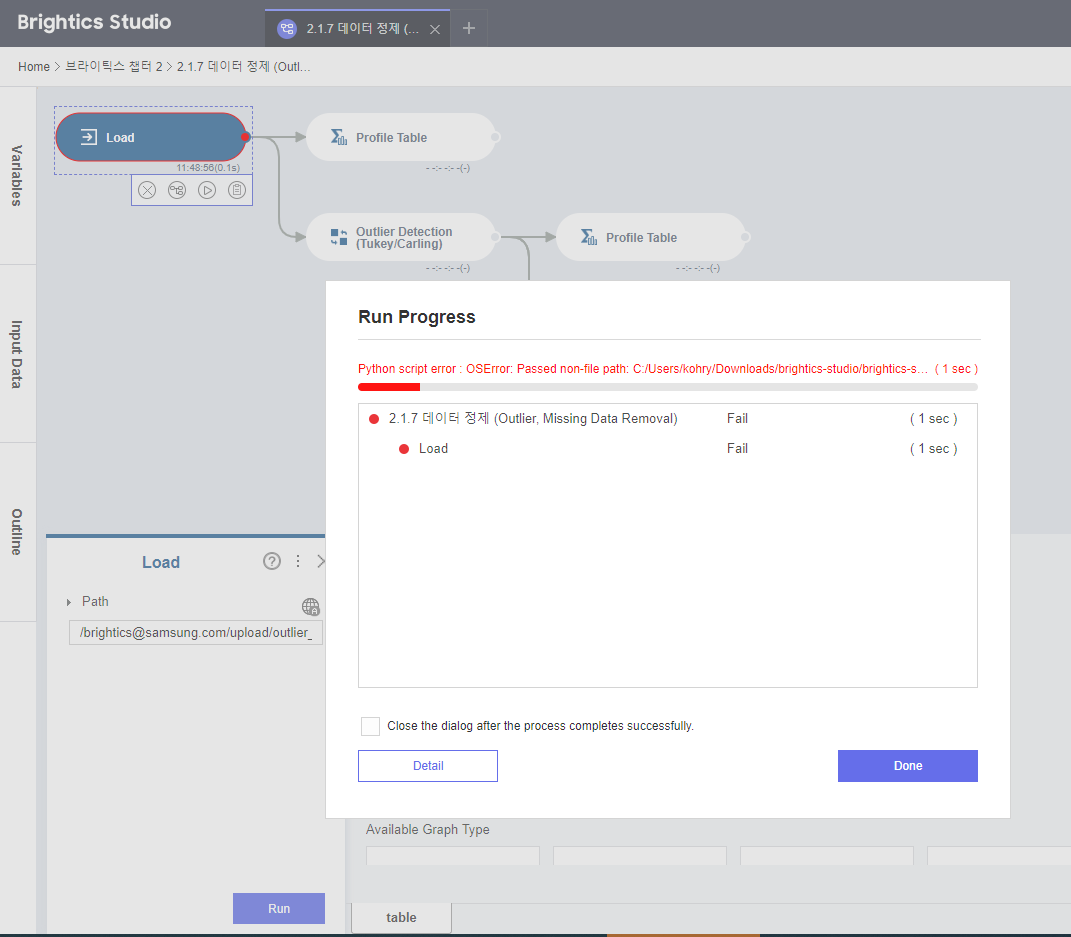 Brightics Studio
2.1.7 데이터 정제 (...
Home > 브라이틱스 챕터 2 > 2.1.7 데이터 정제 (Outl...
Variables
Input Data
Outline
Load
11:48:56(0.1s)
Profile Table
--:--:--(-)
Outlier Detection
(Tukey/Carling)
--:--:--(-)
Profile Table
--:--:--(-)
Run Progress
Python script error : OSError: Passed non-file path: C:/Users/kohry/Downloads/brightics-studio/brightics-s... ( 1 sec )
2.1.7 데이터 정제 (Outlier, Missing Data Removal) Fail ( 1 sec )
Load Fail ( 1 sec )
Close the dialog after the process completes successfully.
Detail
Done
Load
Path
/brightics@samsung.com/upload/outlier_
Run
Available Graph Type
table